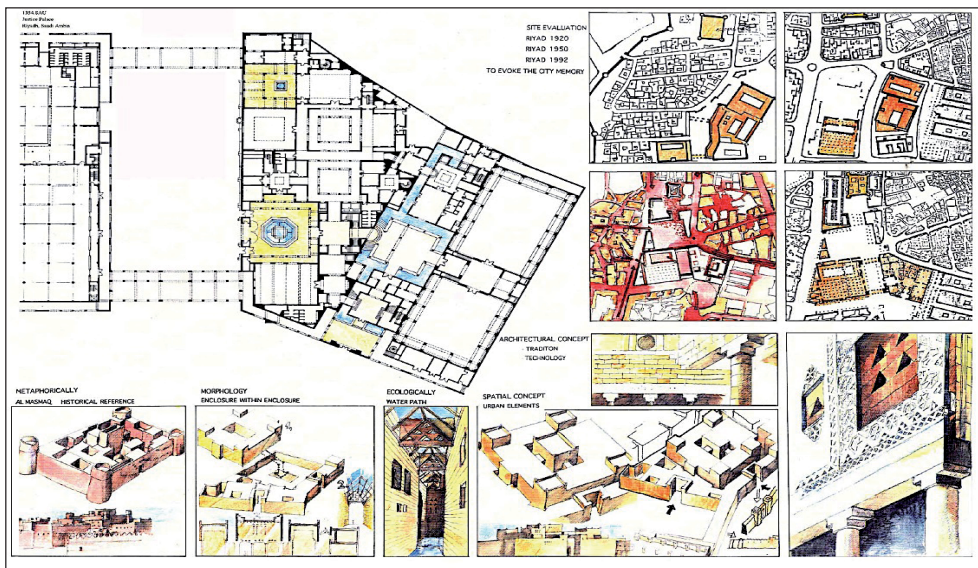 Justice Palace
Riyadh, Saudi Arabia
SITE EVALUATION
RIYAD 1920
RIYAD 1950
RIYAD 1992
TO EVOKE THE CITY MEMORY
ARCHITECTURAL CONCEPT
- TRADITON
TECHNOLOGY
METAPHORICALLY
AL MASMAQ HISTORICAL REFERENCE
MORPHOLOGY
ENCLOSURE WITHIN ENCLOSURE
ECOLOGICALLY
WATER PATH
SPATIAL CONCEPT
URBAN ELEMENTS